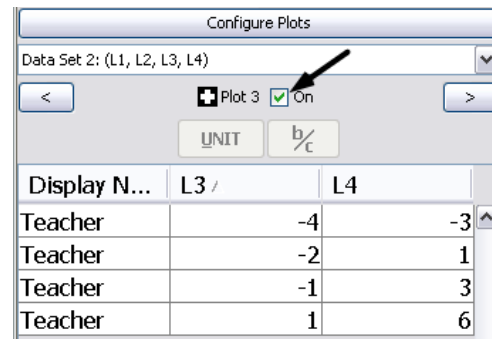 Configure Plots
Data Set 2: (L1, L2, L3, L4)
< Plot 3 On >
UNIT b/c
Display N... L3 / L4
Teacher -4 -3
Teacher -2 1
Teacher -1 3
Teacher 1 6